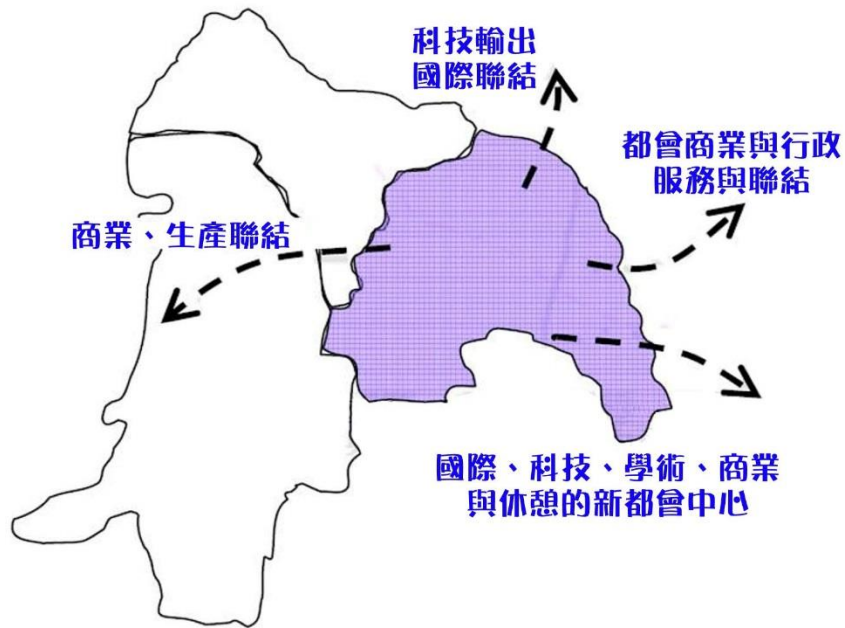 科技輸出
國際聯結
都會商業與行政
服務與聯結
商業、生產聯結
國際、科技、學術、商業
與休憩的新都會中心